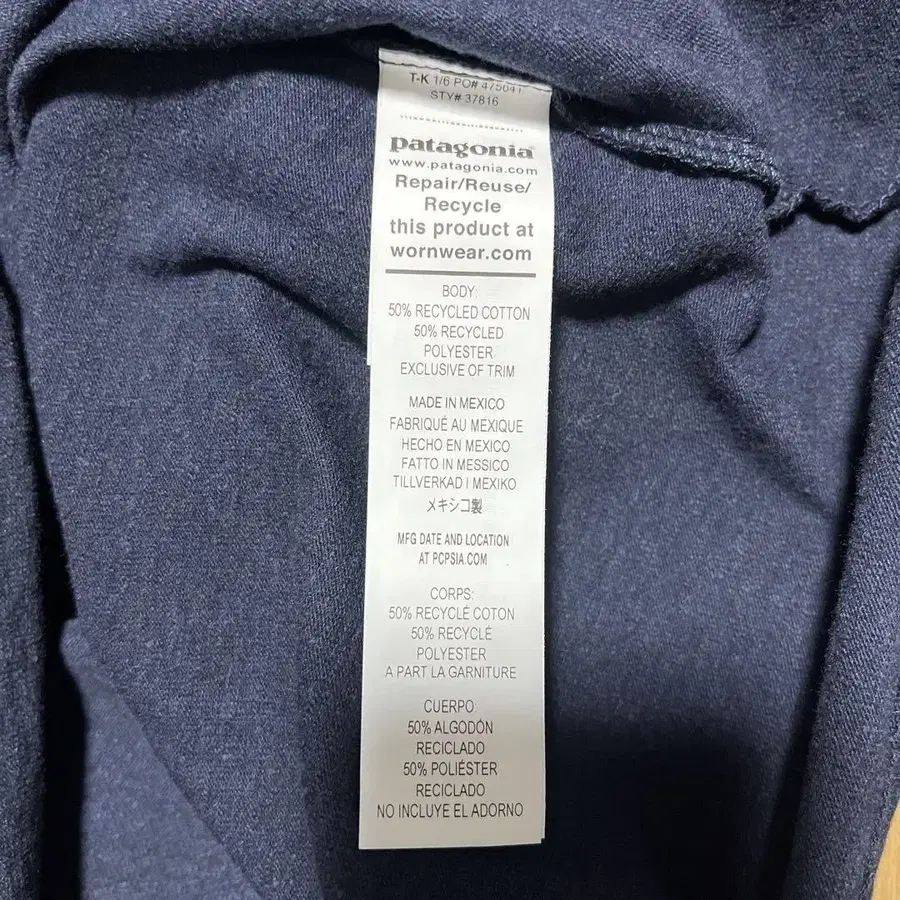 T-K 1/6 PO# 475641
STY# 37816
patagonia
www.patagonia.com
Repair/Reuse/
Recycle
this product at
wornwear.com
BODY:
50% RECYCLED COTTON
50% RECYCLED
POLYESTER
EXCLUSIVE OF TRIM
MADE IN MEXICO
FABRIQUÉ AU MEXIQUE
HECHO EN MEXICO
FATTO IN MESSICO
TILLVERKAD I MEXIKO
メキシコ製
MFG DATE AND LOCATION
AT PCPSIA.COM
CORPS:
50% RECYCLÉ COTON
50% RECYCLÉ
POLYESTER
A PART LA GARNITURE
CUERPO:
50% ALGODÓN
RECICLADO
50% POLIÉSTER
RECICLADO
NO INCLUYE EL ADORNO